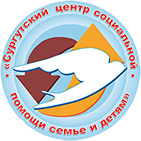 «Сургутский центр социальной
помощи семье и детям»